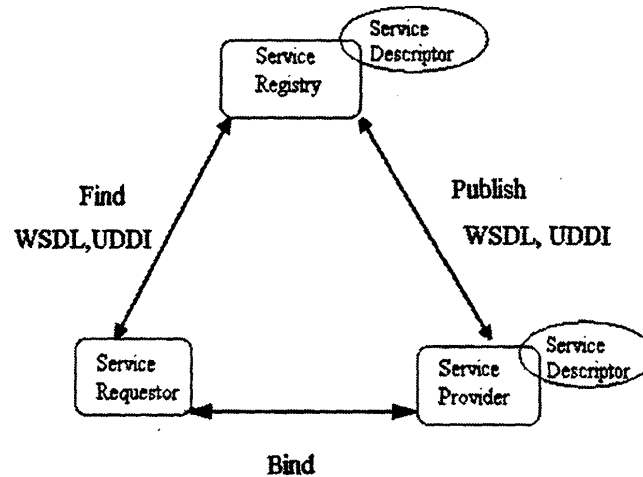 Service
Descriptor
Service
Registry
Find
WSDL,UDDI
Publish
WSDL, UDDI
Service
Requestor
Service
Provider
Service
Descriptor
Bind